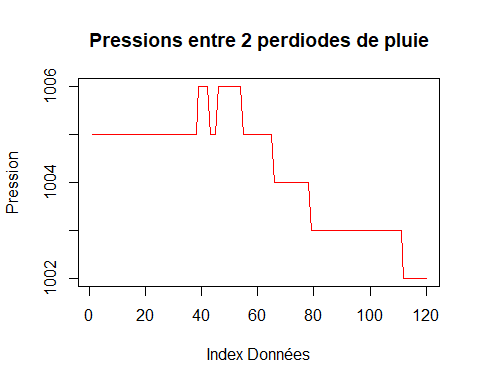 Pressions entre 2 perdiodes de pluie
1006
1004
1002
Pression
0 20 40 60 80 100 120
Index Données